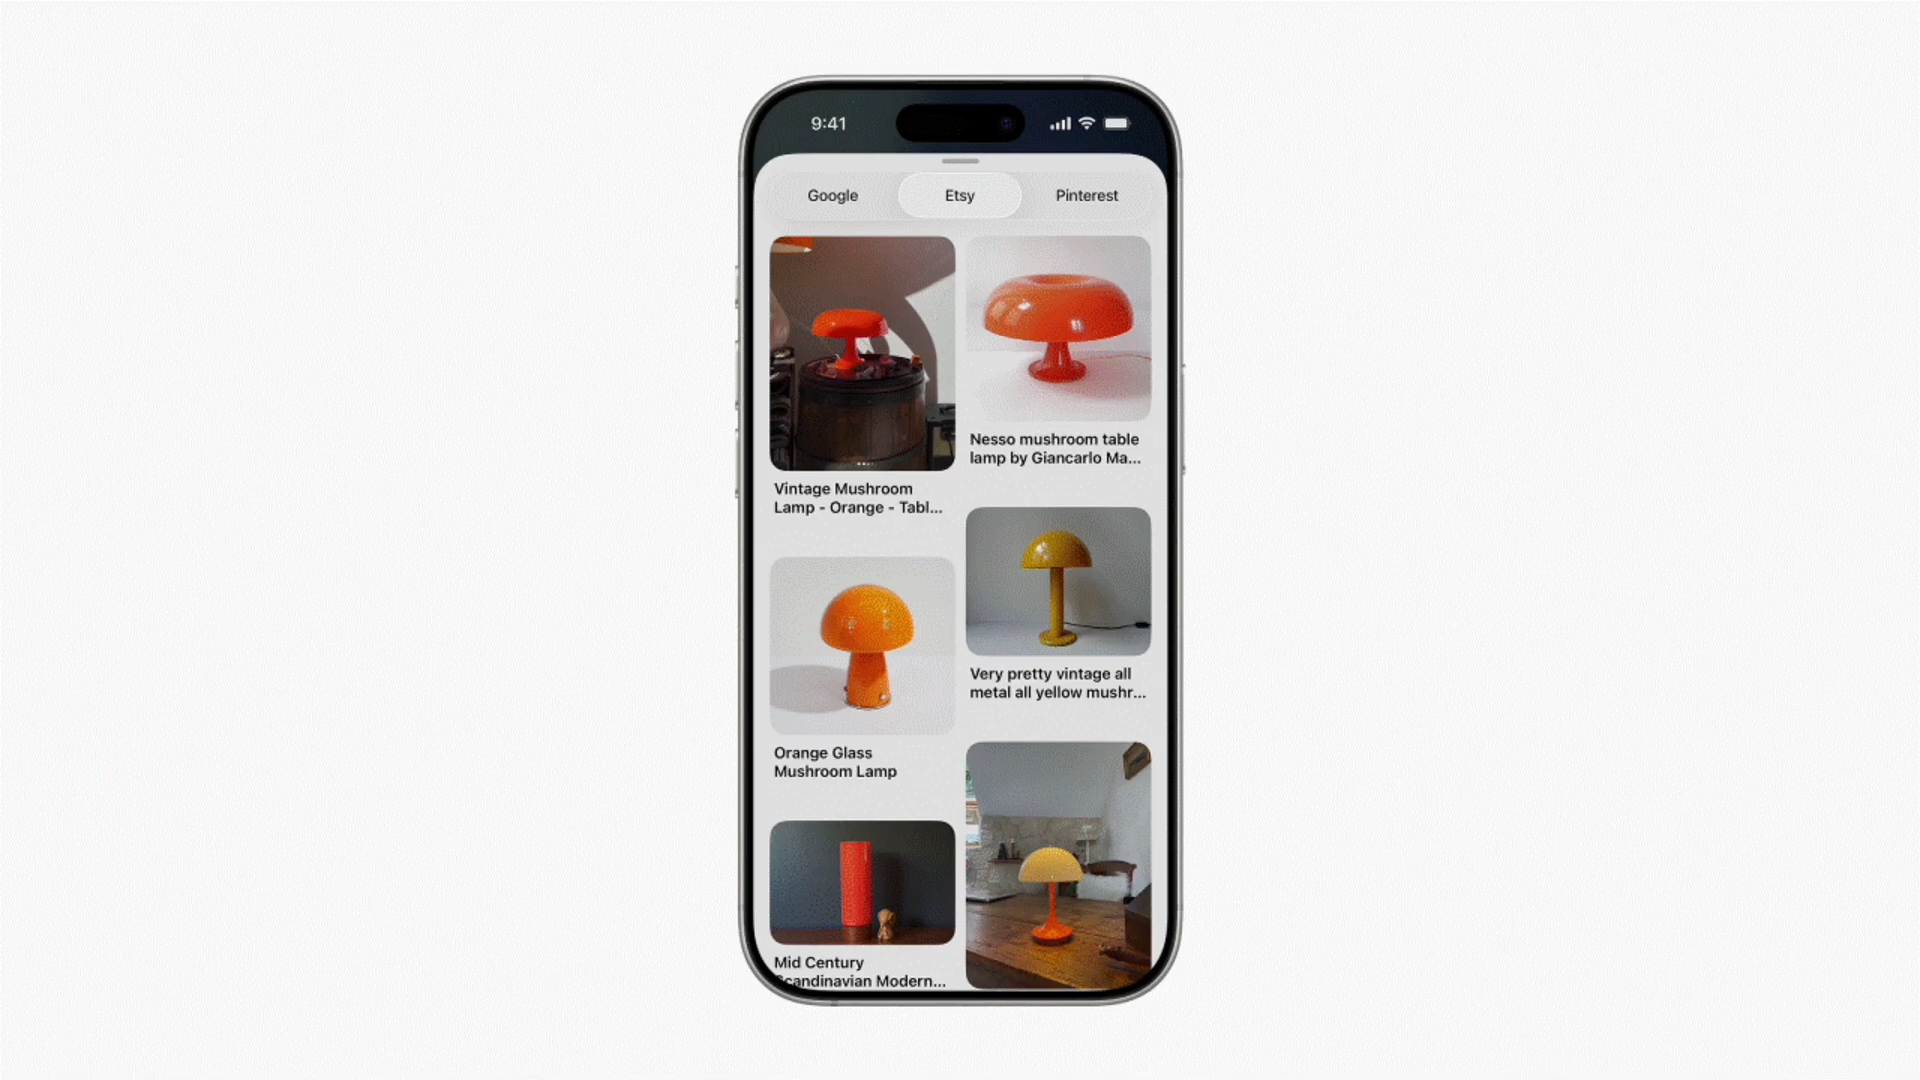 9:41
Google
Etsy
Pinterest
Vintage Mushroom
Lamp - Orange - Tabl...
Nesso mushroom table
lamp by Giancarlo Ma...
Orange Glass
Mushroom Lamp
Very pretty vintage all
metal all yellow mushr...
Mid Century
Scandinavian Modern...